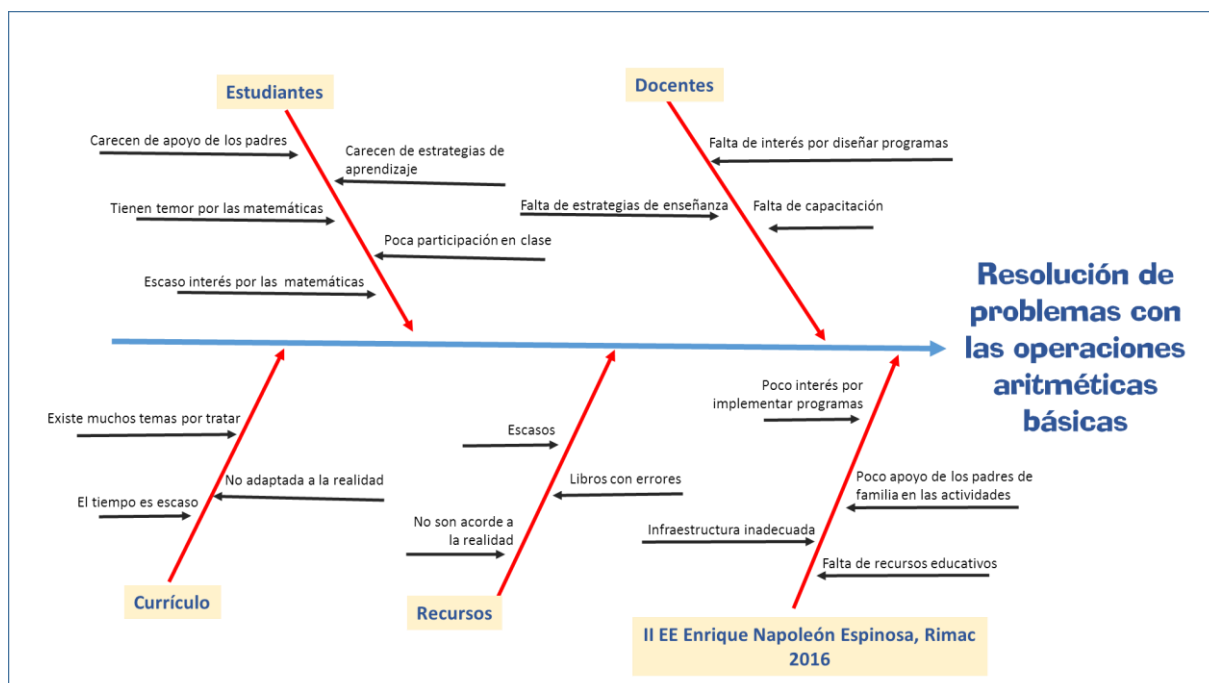 Estudiantes
Docentes
Carecen de apoyo de los padres
Carecen de estrategias de
aprendizaje
Tienen temor por las matemáticas
Poca participación en clase
Escaso interés por las matemáticas
Falta de interés por diseñar programas
Falta de estrategias de enseñanza
Falta de capacitación
Resolución de
problemas con
las operaciones
aritméticas
básicas
Existe muchos temas por tratar
No adaptada a la realidad
El tiempo es escaso
Currículo
Escasos
Libros con errores
No son acorde a
la realidad
Recursos
Poco interés por
implementar programas
Poco apoyo de los padres de
familia en las actividades
Infraestructura inadecuada
Falta de recursos educativos
II EE Enrique Napoleón Espinosa, Rimac
2016